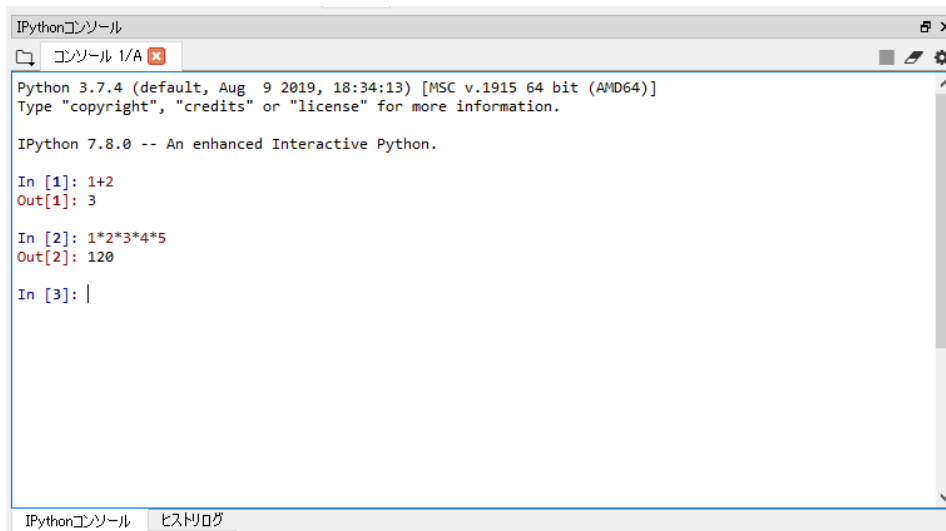 IPythonコンソール
コンソール 1/A
Python 3.7.4 (default, Aug  9 2019, 18:34:13) [MSC v.1915 64 bit (AMD64)]
Type "copyright", "credits" or "license" for more information.
IPython 7.8.0 -- An enhanced Interactive Python.
In [1]: 1+2
Out[1]: 3
In [2]: 1*2*3*4*5
Out[2]: 120
In [3]:
IPythonコンソール ヒストリログ